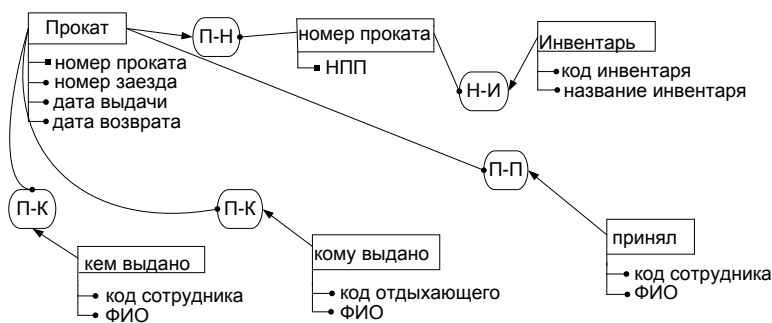 Прокат
номер проката
номер заезда
дата выдачи
дата возврата
П-Н
номер проката
НПП
Н-И
Инвентарь
код инвентаря
название инвентаря
П-П
П-К
П-К
кем выдано
код сотрудника
ФИО
кому выдано
код отдыхающего
ФИО
принял
код сотрудника
ФИО